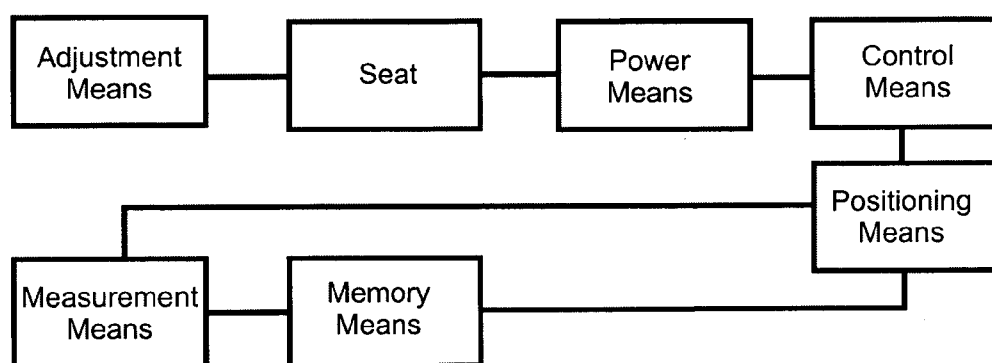 Adjustment
Means
Seat
Power
Means
Control
Means
Positioning
Means
Measurement
Means
Memory
Means